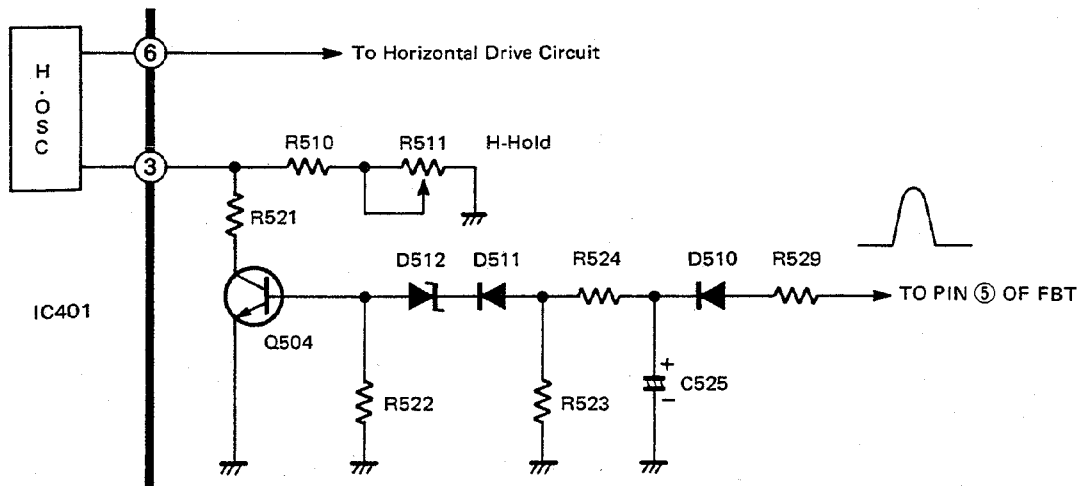 H
.
OSC
6
To Horizontal Drive Circuit
3
R510
R511
H-Hold
R521
D512
D511
R524
D510
R529
TO PIN ⑤ OF FBT
IC401
Q504
R522
R523
+
-
C525